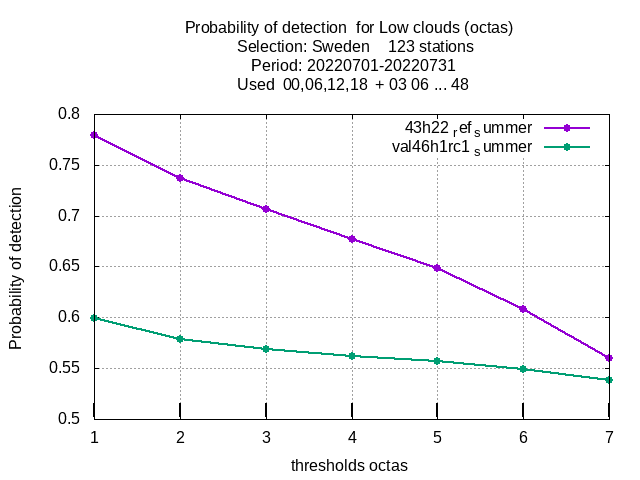 Probability of detection  for Low clouds (octas)
Selection: Sweden    123 stations
Period: 20220701-20220731
Used  00,06,12,18  + 03 06 ... 48
43h22 ref summer
val46h1rc1 summer
0.8
0.75
0.7
0.65
0.6
0.55
0.5
Probability of detection
1 2 3 4 5 6 7
thresholds octas